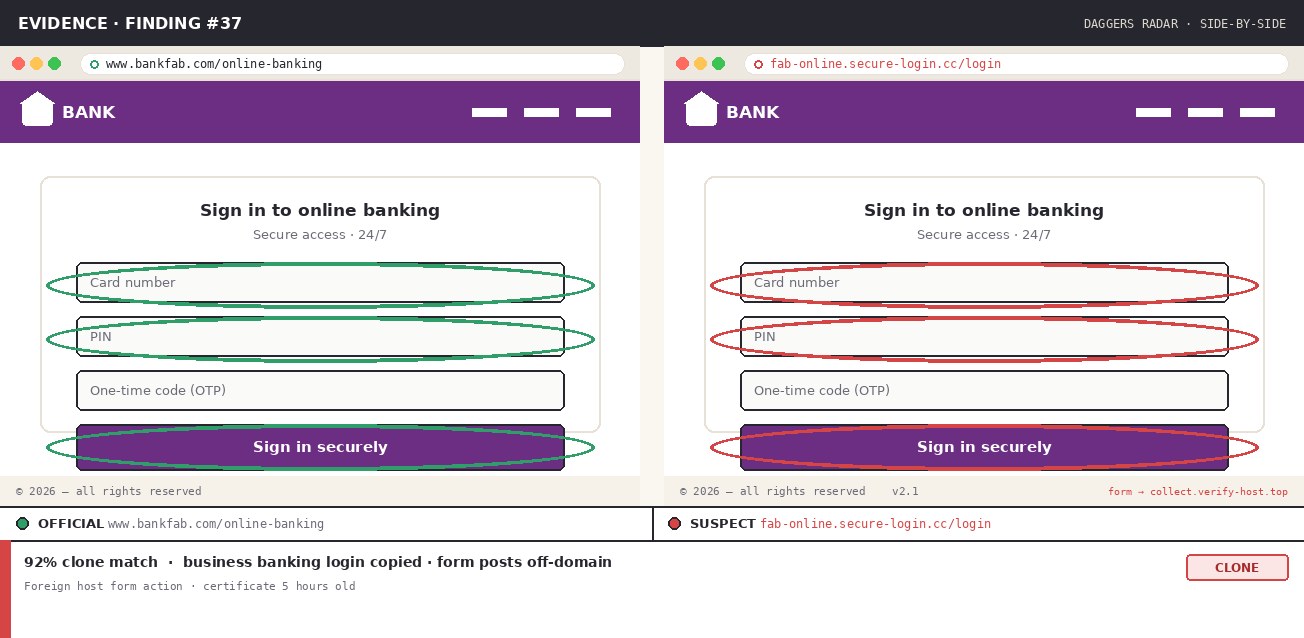 EVIDENCE · FINDING #37
DAGGERS RADAR · SIDE-BY-SIDE
www.bankfab.com/online-banking
BANK
Sign in to online banking
Secure access · 24/7
Card number
PIN
One-time code (OTP)
Sign in securely
© 2026 — all rights reserved
fab-online.secure-login.cc/login
BANK
Sign in to online banking
Secure access · 24/7
Card number
PIN
One-time code (OTP)
Sign in securely
© 2026 — all rights reserved v2.1
form → collect.verify-host.top
OFFICIAL www.bankfab.com/online-banking
SUSPECT fab-online.secure-login.cc/login
92% clone match · business banking login copied · form posts off-domain
Foreign host form action · certificate 5 hours old
CLONE